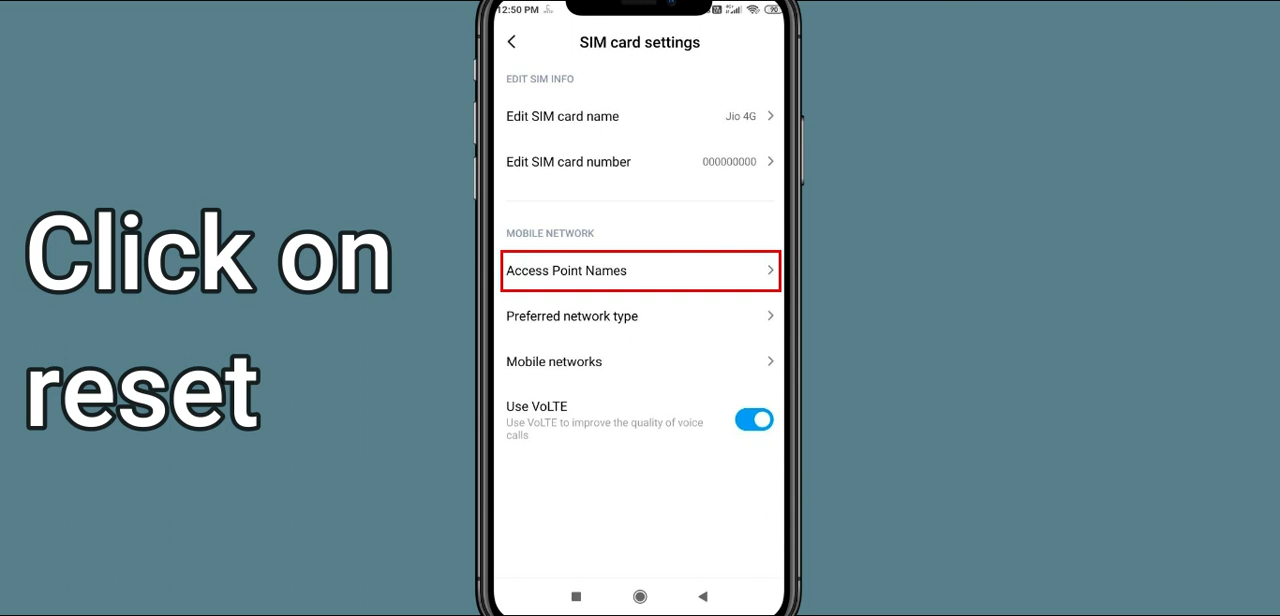 12:50 PM
SIM card settings
EDIT SIM INFO
Edit SIM card name
Jio 4G
Edit SIM card number
000000000
MOBILE NETWORK
Access Point Names
Preferred network type
Mobile networks
Use VoLTE
Use VoLTE to improve the quality of voice
calls
Click on
reset